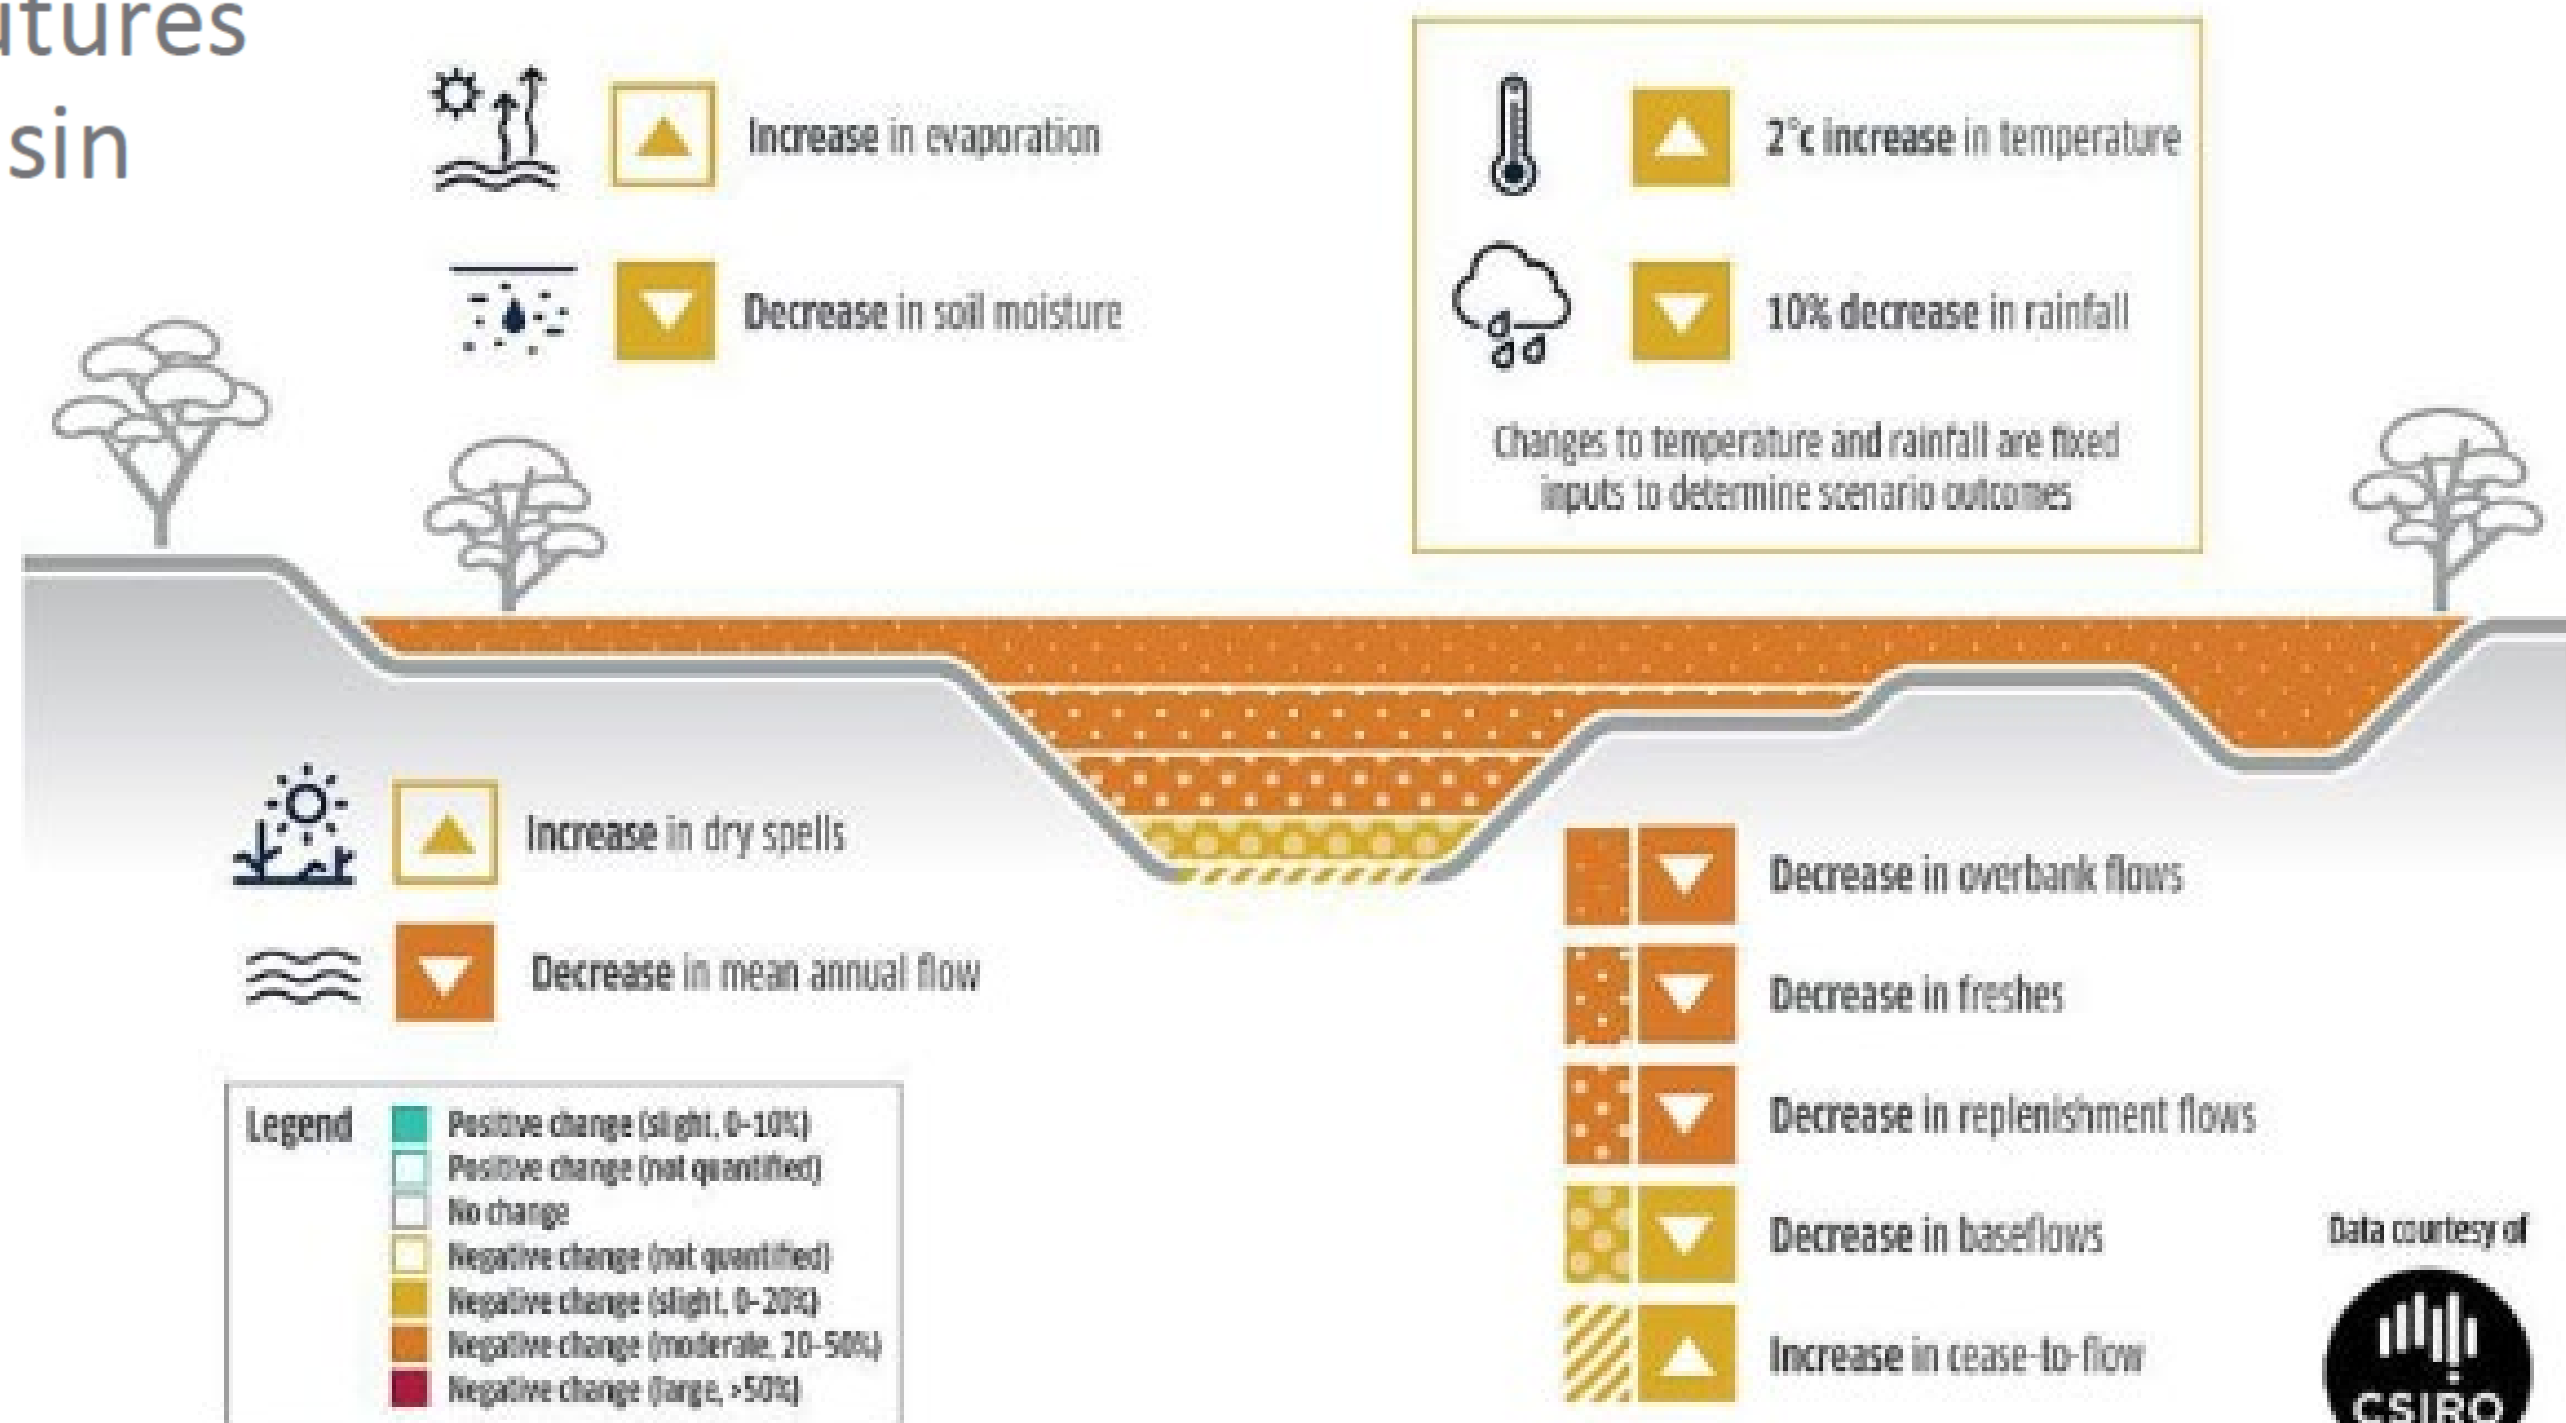 utures
sin
Increase in evaporation
Decrease in soil moisture
2°c increase in temperature
10% decrease in rainfall
Changes to temperature and rainfall are fixed
inputs to determine scenario outcomes
Increase in dry spells
Decrease in mean annual flow
Decrease in overbank flows
Decrease in freshes
Decrease in replenishment flows
Decrease in baseflows
Increase in cease-to-flow
Legend
Positive change (slight, 0-10%)
Positive change (not quantified)
No change
Negative change (not quantified)
Negative change (slight, 0-20%)
Negative change (moderate, 20-50%)
Negative change (large, >50%)
Data courtesy of
CSIRO